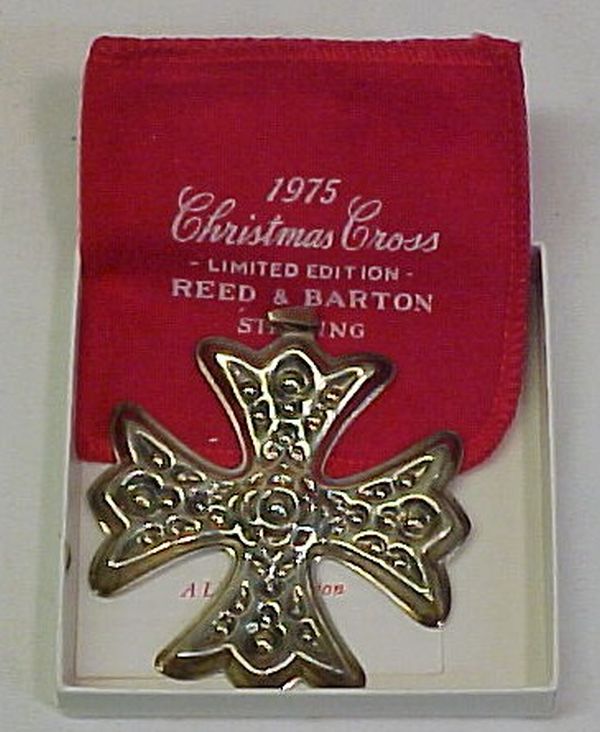 1975
Christmas Cross
- LIMITED EDITION -
REED & BARTON
A L